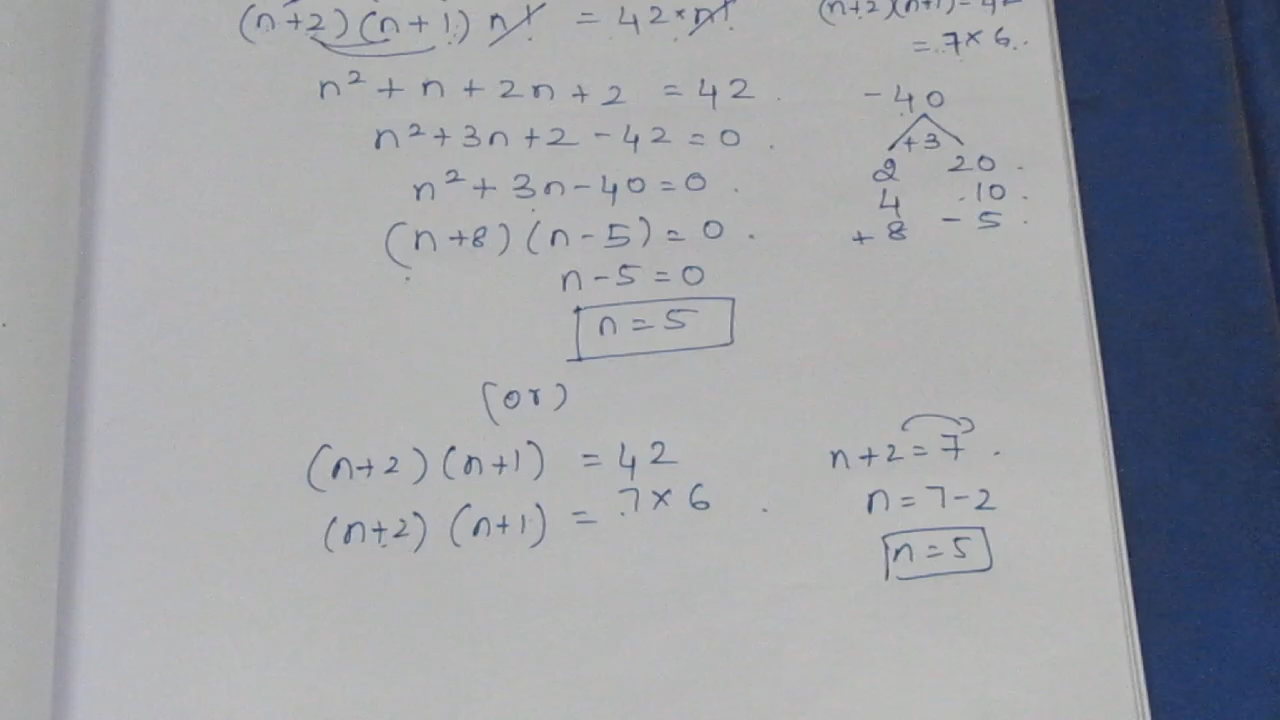 (n+2)(n+1) n! = 42 × n!
(n+2)(n+1) = 42
= 7×6.
n² + n + 2n + 2 = 42.
n² + 3n + 2 - 42 = 0.
n² + 3n - 40 = 0.
(n+8)(n-5) = 0.
n - 5 = 0
n = 5
-40
+3
2 20.
4 .10.
+8 -5.
(or)
(n+2)(n+1) = 42
(n+2)(n+1) = 7×6.
n+2 = 7.
n = 7-2
n = 5